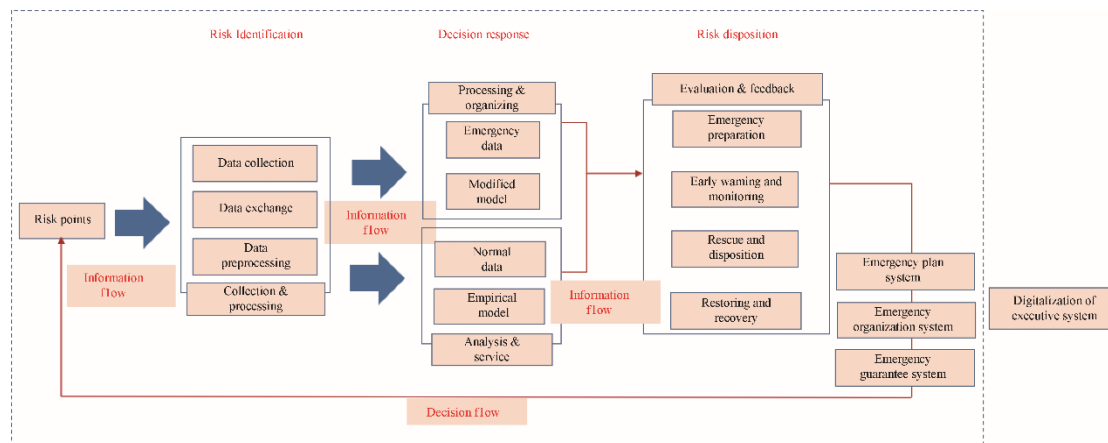 Risk Identification
Decision response
Risk disposition
Risk points
Information
flow
Data collection
Data exchange
Data
preprocessing
Collection &
processing
Information
flow
Processing &
organizing
Emergency
data
Modified
model
Normal
data
Empirical
model
Analysis &
service
Information
flow
Evaluation & feedback
Emergency
preparation
Early warning and
monitoring
Rescue and
disposition
Restoring and
recovery
Emergency plan
system
Emergency
organization system
Emergency
guarantee system
Digitalization of
executive system
Decision flow